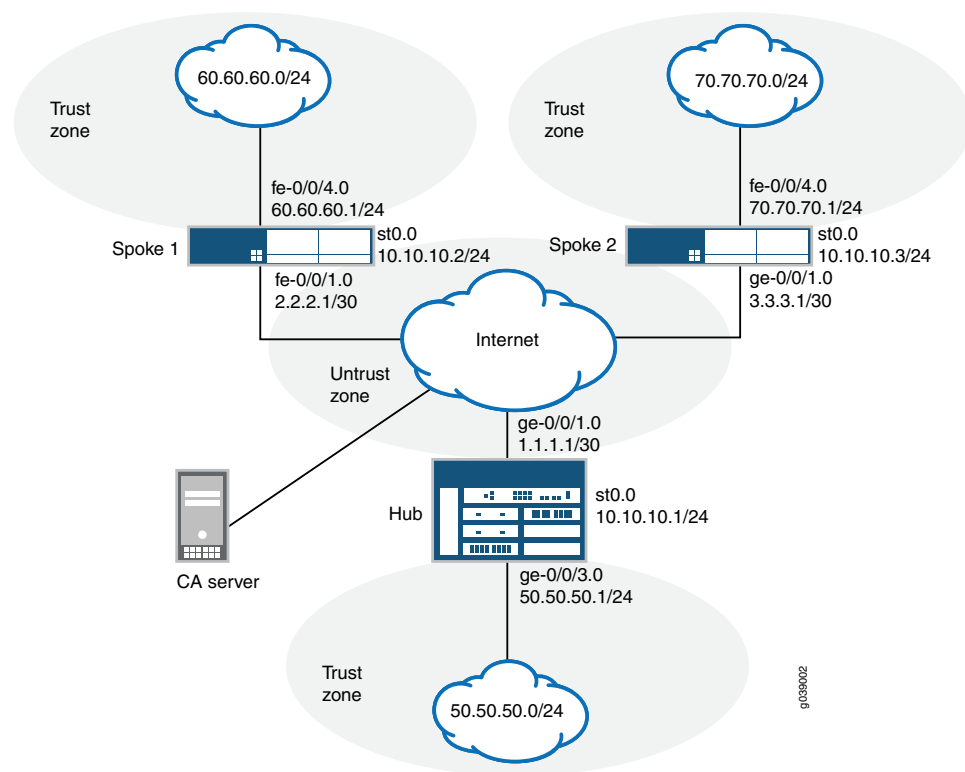 60.60.60.0/24
70.70.70.0/24
Trust
zone
Trust
zone
fe-0/0/4.0
60.60.60.1/24
fe-0/0/4.0
70.70.70.1/24
Spoke 1
st0.0
10.10.10.2/24
Spoke 2
st0.0
10.10.10.3/24
fe-0/0/1.0
2.2.2.1/30
ge-0/0/1.0
3.3.3.1/30
Internet
Untrust
zone
ge-0/0/1.0
1.1.1.1/30
Hub
st0.0
10.10.10.1/24
CA server
ge-0/0/3.0
50.50.50.1/24
Trust
zone
50.50.50.0/24
g039002